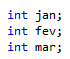 int jan;
int fev;
int mar;